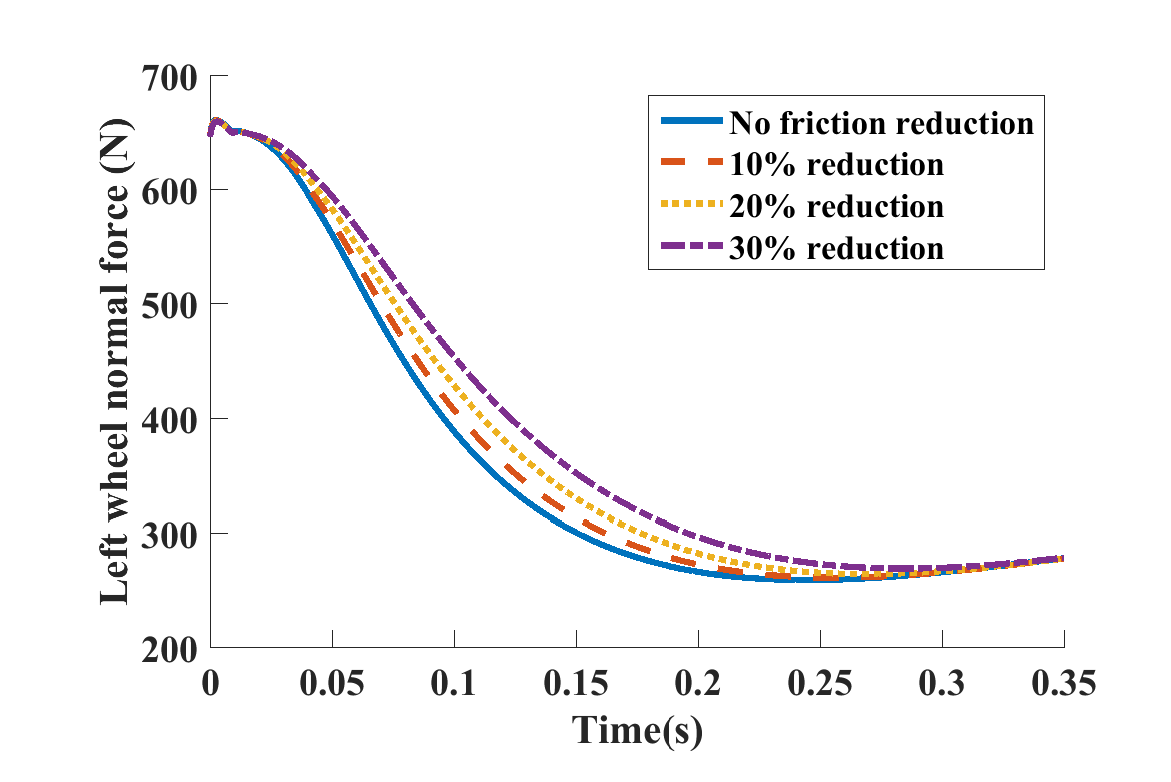 700
600
500
400
300
200
Left wheel normal force (N)
No friction reduction
10% reduction
20% reduction
30% reduction
0 0.05 0.1 0.15 0.2 0.25 0.3 0.35
Time(s)